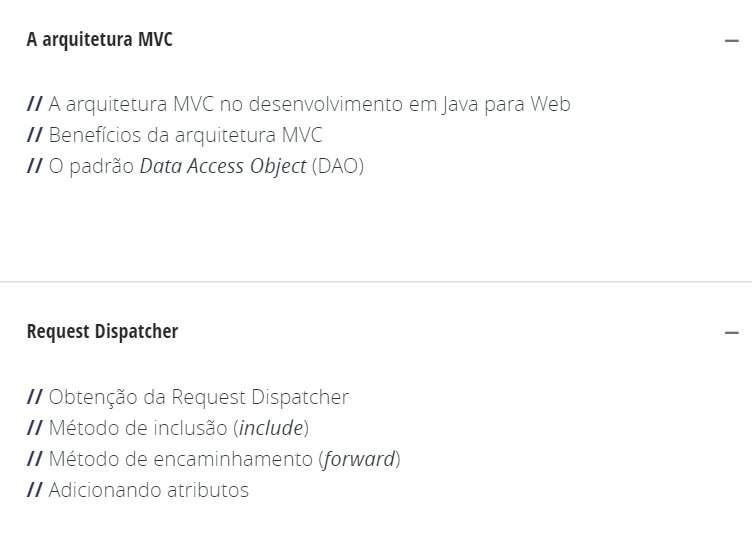 A arquitetura MVC
// A arquitetura MVC no desenvolvimento em Java para Web
// Benefícios da arquitetura MVC
// O padrão Data Access Object (DAO)
Request Dispatcher
// Obtenção da Request Dispatcher
// Método de inclusão (include)
// Método de encaminhamento (forward)
// Adicionando atributos